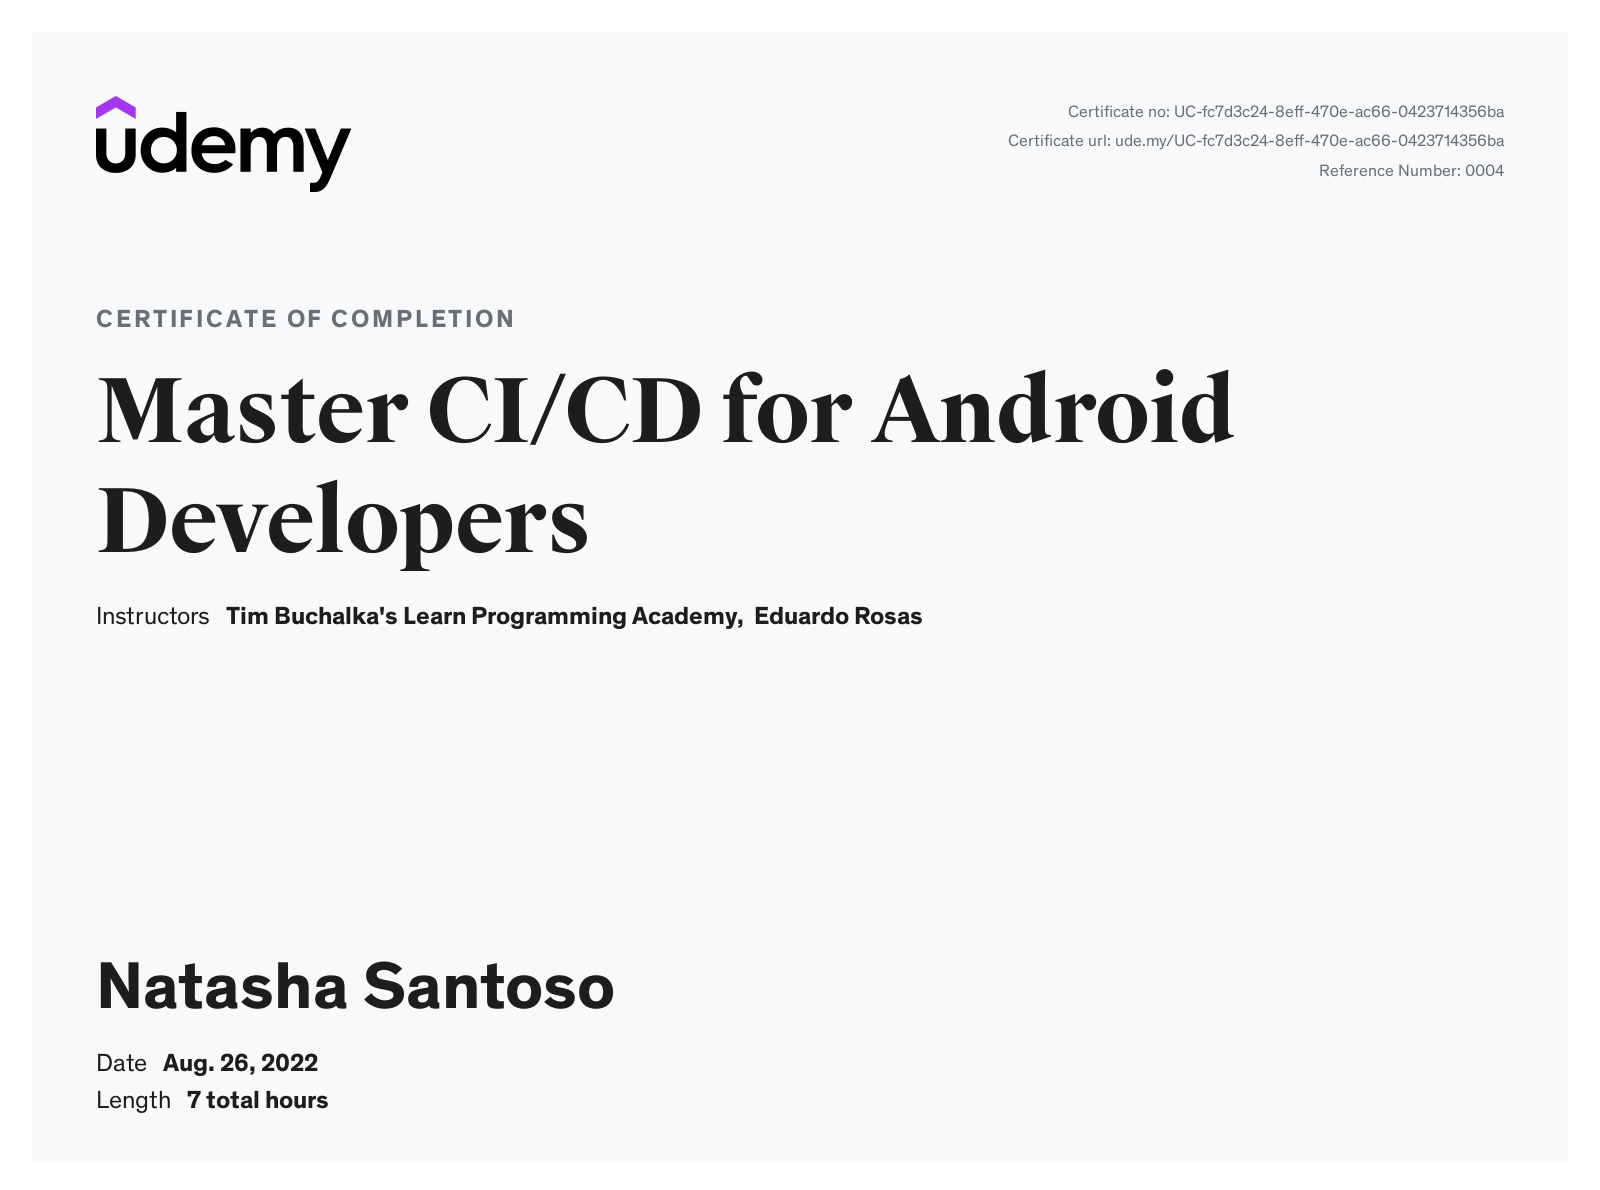 udemy
Certificate no: UC-fc7d3c24-8eff-470e-ac66-0423714356ba
Certificate url: ude.my/UC-fc7d3c24-8eff-470e-ac66-0423714356ba
Reference Number: 0004
CERTIFICATE OF COMPLETION
Master CI/CD for Android
Developers
Instructors Tim Buchalka's Learn Programming Academy, Eduardo Rosas
Natasha Santoso
Date Aug. 26, 2022
Length 7 total hours